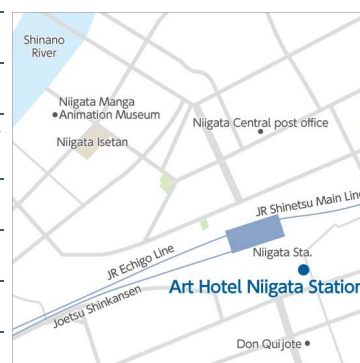 Shinano
River
Niigata Manga
Animation Museum
Niigata Isetan
Niigata Central post office
JR Shinetsu Main Lin
JR Echigo Line
Niigata Sta.
Joetsu Shinkansen
Art Hotel Niigata Station
Don Quijote